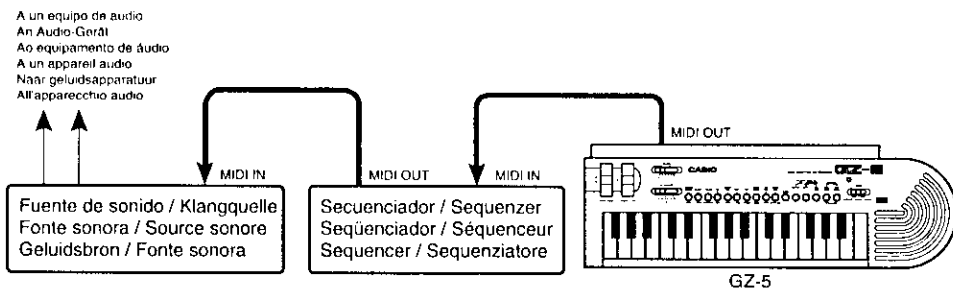 A un equipo de audio
An Audio-Gerät
Ao equipamento de áudio
A un appareil audio
Naar geluidsapparatuur
All'apparecchio audio
MIDI IN
MIDI OUT
MIDI IN
MIDI OUT
Fuente de sonido / Klangquelle
Fonte sonora / Source sonore
Geluidsbron / Fonte sonora
Secuenciador / Sequenzer
Seqüenciador / Séquenceur
Sequencer / Sequenziatore
CASIO
GZ-5
GZ-5